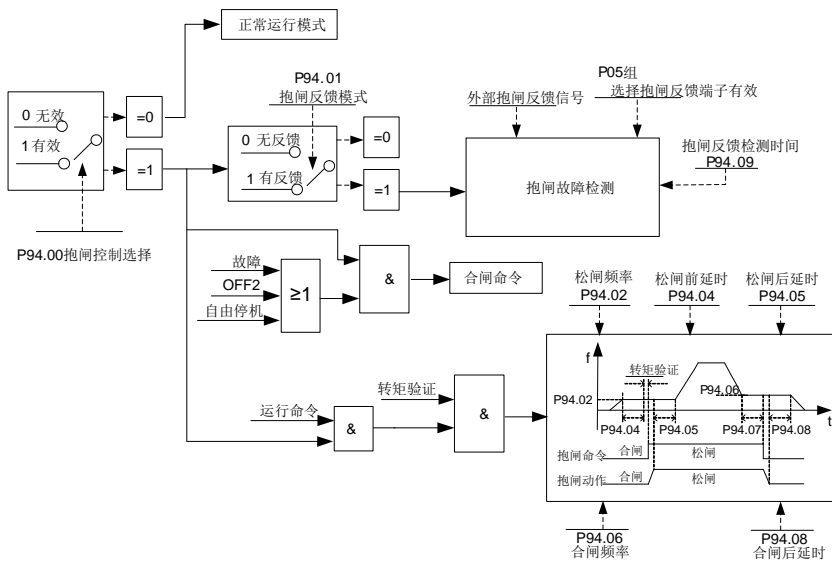 正常运行模式
P94.01
抱闸反馈模式
P05组
选择抱闸反馈端子有效
外部抱闸反馈信号
0 无效
1 有效
=0
=1
0 无反馈
1 有反馈
=0
=1
抱闸故障检测
抱闸反馈检测时间
P94.09
P94.00抱闸控制选择
故障
OFF2
自由停机
≥1
&
合闸命令
松闸频率
P94.02
松闸前延时
P94.04
松闸后延时
P94.05
转矩验证
运行命令
&
&
f
转矩验证
P94.02
P94.06
t
P94.04
P94.05
P94.07
P94.08
抱闸命令
合闸
松闸
抱闸动作
合闸
松闸
P94.06
合闸频率
P94.08
合闸后延时